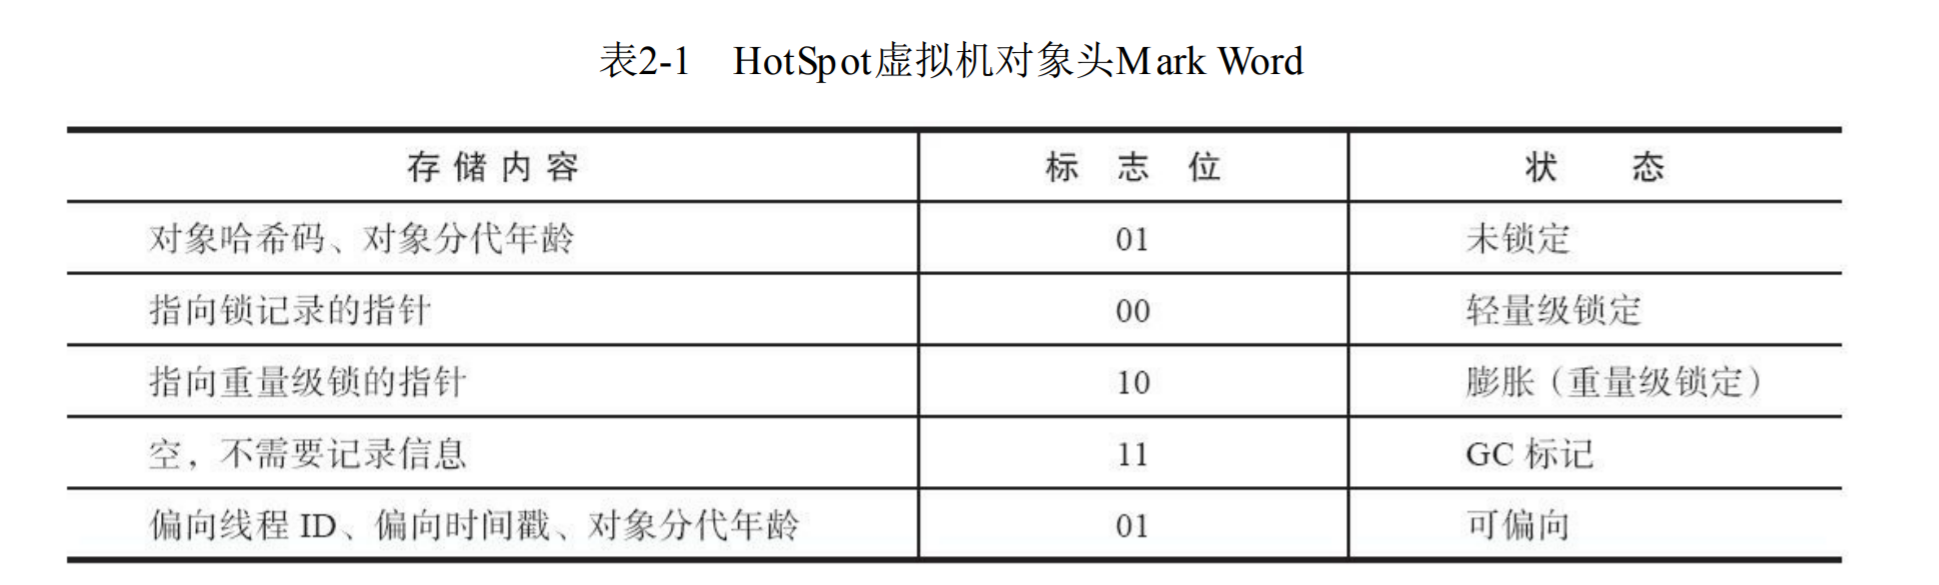 表2-1 HotSpot虚拟机对象头Mark Word
存储内容 标志位 状态
对象哈希码、对象分代年龄 01 未锁定
指向锁记录的指针 00 轻量级锁定
指向重量级锁的指针 10 膨胀（重量级锁定）
空，不需要记录信息 11 GC 标记
偏向线程 ID、偏向时间戳、对象分代年龄 01 可偏向